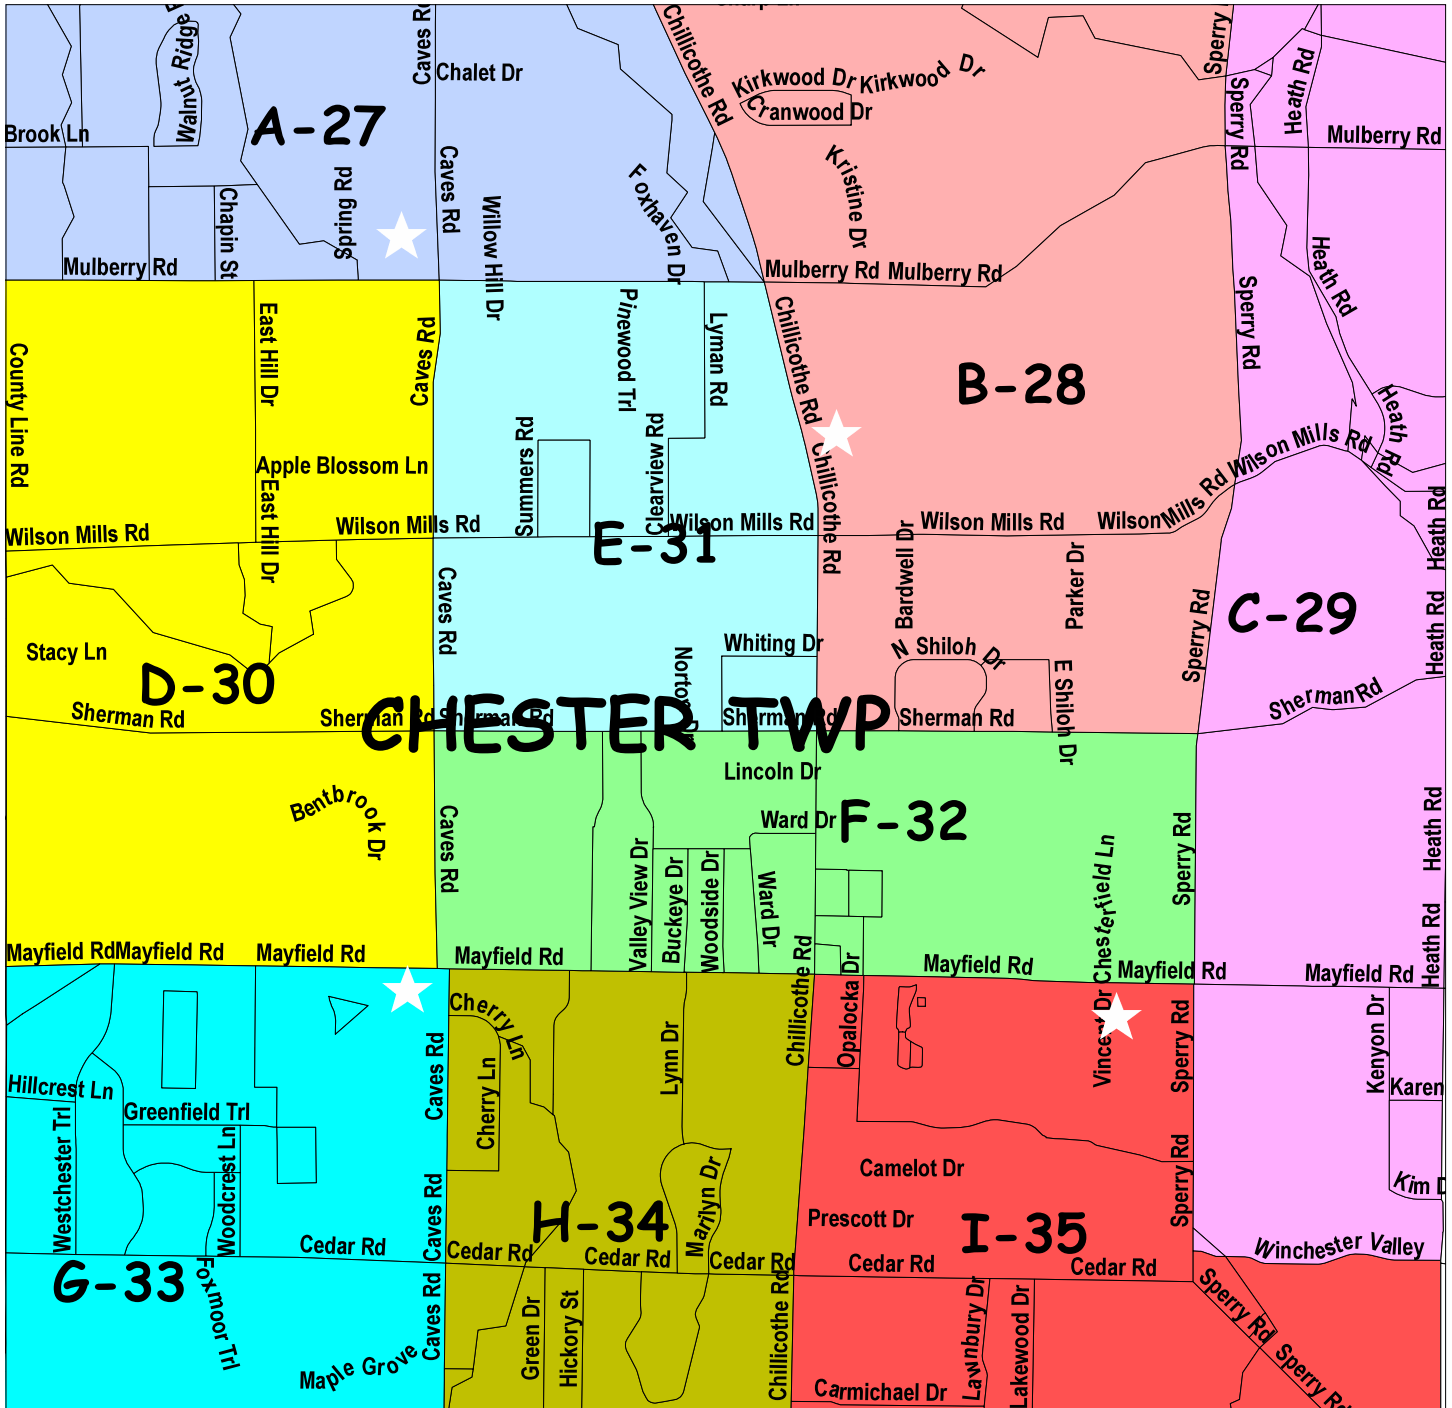 Caves Rd
Chillicothe Rd
Sperry
Walnut Ridge
Chalet Dr
Kirkwood Dr
Kirkwood Dr
Cranwood Dr
Sperry Rd
Heath Rd
Brook Ln
A-27
Mulberry Rd
Caves Rd
Spring Rd
Chapin St
Willow Hill Dr
Foxhaven Dr
Kristine Dr
Mulberry Rd
Mulberry Rd
Mulberry Rd
Heath Rd
Sperry Rd
East Hill Dr
Caves Rd
Pinewood Trl
Lyman Rd
Chillicothe Rd
County Line Rd
B-28
Heath Rd
Apple Blossom Ln
Summers Rd
Clearview Rd
Chillicothe Rd
Wilson Mills Rd
East Hill Dr
Wilson Mills Rd
Wilson Mills Rd
Wilson Mills Rd
Wilson Mills Rd
Wilson Mills Rd
Heath Rd
E-31
Bardwell Dr
Parker Dr
Caves Rd
Sperry Rd
C-29
Heath Rd
Stacy Ln
Whiting Dr
N Shiloh Dr
E Shiloh Dr
D-30
Norton Dr
Sherman Rd
Sherman Rd
Sherman Rd
Sherman Rd
Sherman Rd
Sherman Rd
CHESTER TWP
Lincoln Dr
Bentbrook Dr
Caves Rd
Ward Dr
F-32
Sperry Rd
Heath Rd
Valley View Dr
Buckeye Dr
Woodside Dr
Ward Dr
Chesterfield Ln
Heath Rd
Mayfield Rd
Mayfield Rd
Mayfield Rd
Mayfield Rd
Chillicothe Rd
Opalocka Dr
Mayfield Rd
Mayfield Rd
Mayfield Rd
Cherry Ln
Caves Rd
Lynn Dr
Vincent Dr
Sperry Rd
Kenyon Dr
Hillcrest Ln
Greenfield Trl
Cherry Ln
Karen
Westchester Trl
Woodcrest Ln
Caves Rd
Marilyn Dr
Camelot Dr
Sperry Rd
Kim D
Prescott Dr
H-34
I-35
Cedar Rd
Cedar Rd
Cedar Rd
Cedar Rd
Cedar Rd
Cedar Rd
Winchester Valley
G-33
Foxmoor Trl
Caves Rd
Green Dr
Hickory St
Chillicothe Rd
Lawnbury Dr
Lakewood Dr
Sperry Rd
Maple Grove
Carmichael Dr
Sperry Rd